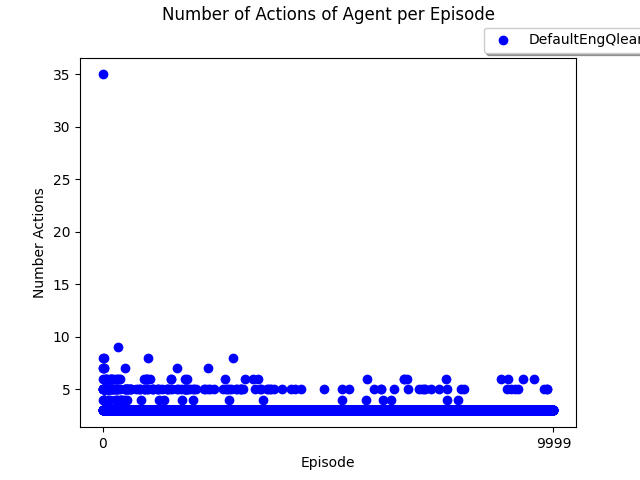 Number of Actions of Agent per Episode
DefaultEngQlear
35
30
25
20
15
10
5
Number Actions
0
9999
Episode